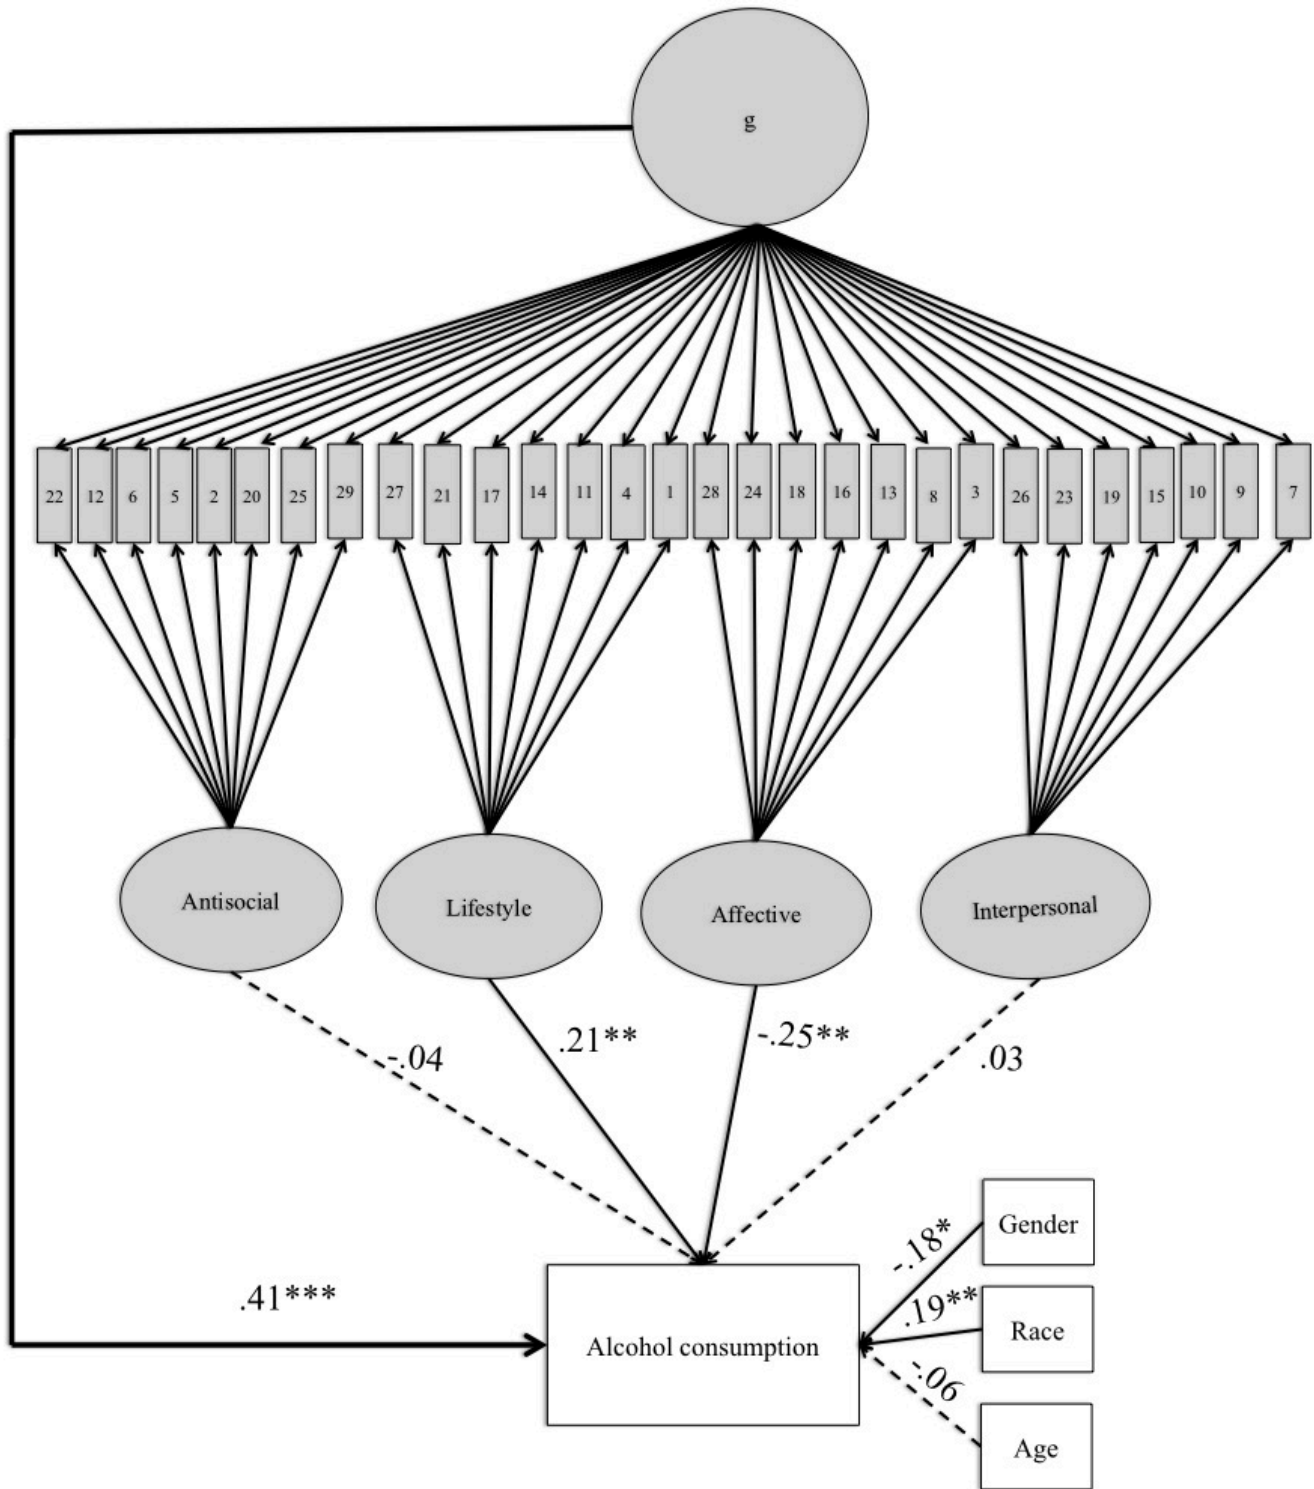 g
22 12 6 5 2 20 25 29 27 21 17 14 11 4 1 28 24 18 16 13 8 3 26 23 19 15 10 9 7
Antisocial Lifestyle Affective Interpersonal
-.04 .21** -.25** .03
Gender
-.18*
.19**
Race
.41***
Alcohol consumption
-.06
Age